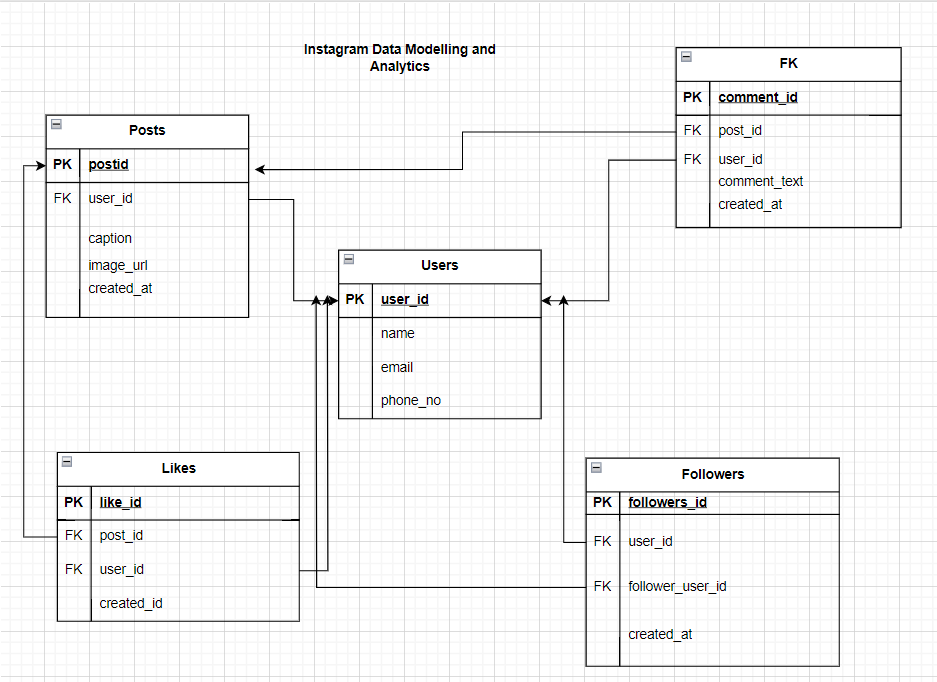 Instagram Data Modelling and
Analytics
FK
PK comment_id
FK post_id
FK user_id
comment_text
created_at
Posts
PK postid
FK user_id
caption
image_url
created_at
Users
PK user_id
name
email
phone_no
Likes
PK like_id
FK post_id
FK user_id
created_id
Followers
PK followers_id
FK user_id
FK follower_user_id
created_at